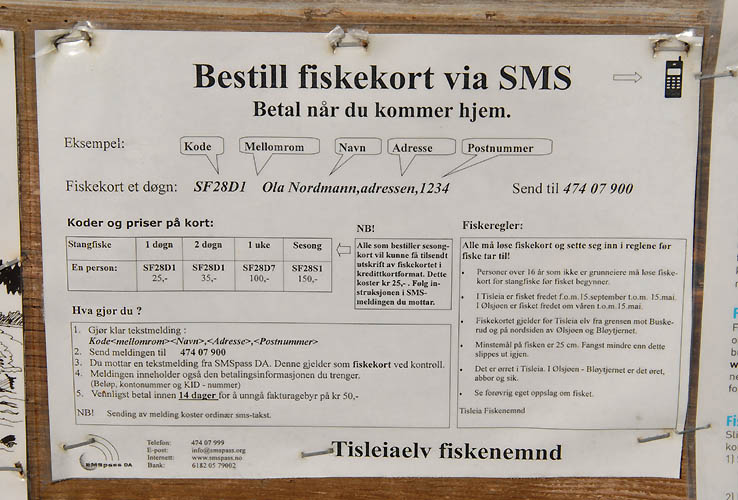 Bestill fiskekort via SMS
Betal når du kommer hjem.
Eksempel:
Kode
Mellomrom
Navn
Adresse
Postnummer
Fiskekort et døgn: SF28D1 Ola Nordmann,adressen,1234 Send til 474 07 900
Koder og priser på kort:
Stangfiske 1 døgn 2 døgn 1 uke Sesong
En person: SF28D1 SF28D1 SF28D7 SF28S1
25,- 35,- 100,- 150,-
NB!
Alle som bestiller sesong-
kort vil kunne få tilsendt
utskrift av fiskekortet i
kredittkortformat. Dette
koster kr 25,- . Følg in-
struksjonen i SMS-
meldingen du mottar.
Hva gjør du ?
1. Gjør klar tekstmelding :
Kode<mellomrom><Navn>,<Adresse>,<Postnummer>
2. Send meldingen til 474 07 900
3. Du mottar en tekstmelding fra SMSpass DA. Denne gjelder som fiskekort ved kontroll.
4. Meldingen inneholder også den betalingsinformasjonen du trenger.
(Beløp, kontonummer og KID - nummer)
5. Vennligst betal innen 14 dager for å unngå fakturagebyr på kr 50,-
NB! Sending av melding koster ordinær sms-takst.
Fiskeregler:
Alle må løse fiskekort og sette seg inn i reglene før
fiske tar til!
• Personer over 16 år som ikke er grunneiere må løse fiske-
kort for stangfiske før fisket begynner.
• I Tisleia er fisket fredet f.o.m.15.september t.o.m. 15.mai.
I Olsjøen er fisket fredet om våren t.o.m.15.mai.
• Fiskekortet gjelder for Tisleia elv fra grensen mot Buske-
rud og på nordsiden av Olsjøen og Bløytjernet.
• Minstemål på fisken er 25 cm. Fangst mindre enn dette
slippes ut igjen.
• Det er ørret i Tisleia. I Olsjøen - Bløytjernet er det øret,
abbor og sik.
• Se forøvrig eget oppslag om fisket.
Tisleia Fiskenemnd
SMSpass DA
Telefon: 474 07 999
E-post: info@smspass.org
Internett: www.smspass.no
Bank: 6182 05 79002
Tisleiaelv fiskenemnd